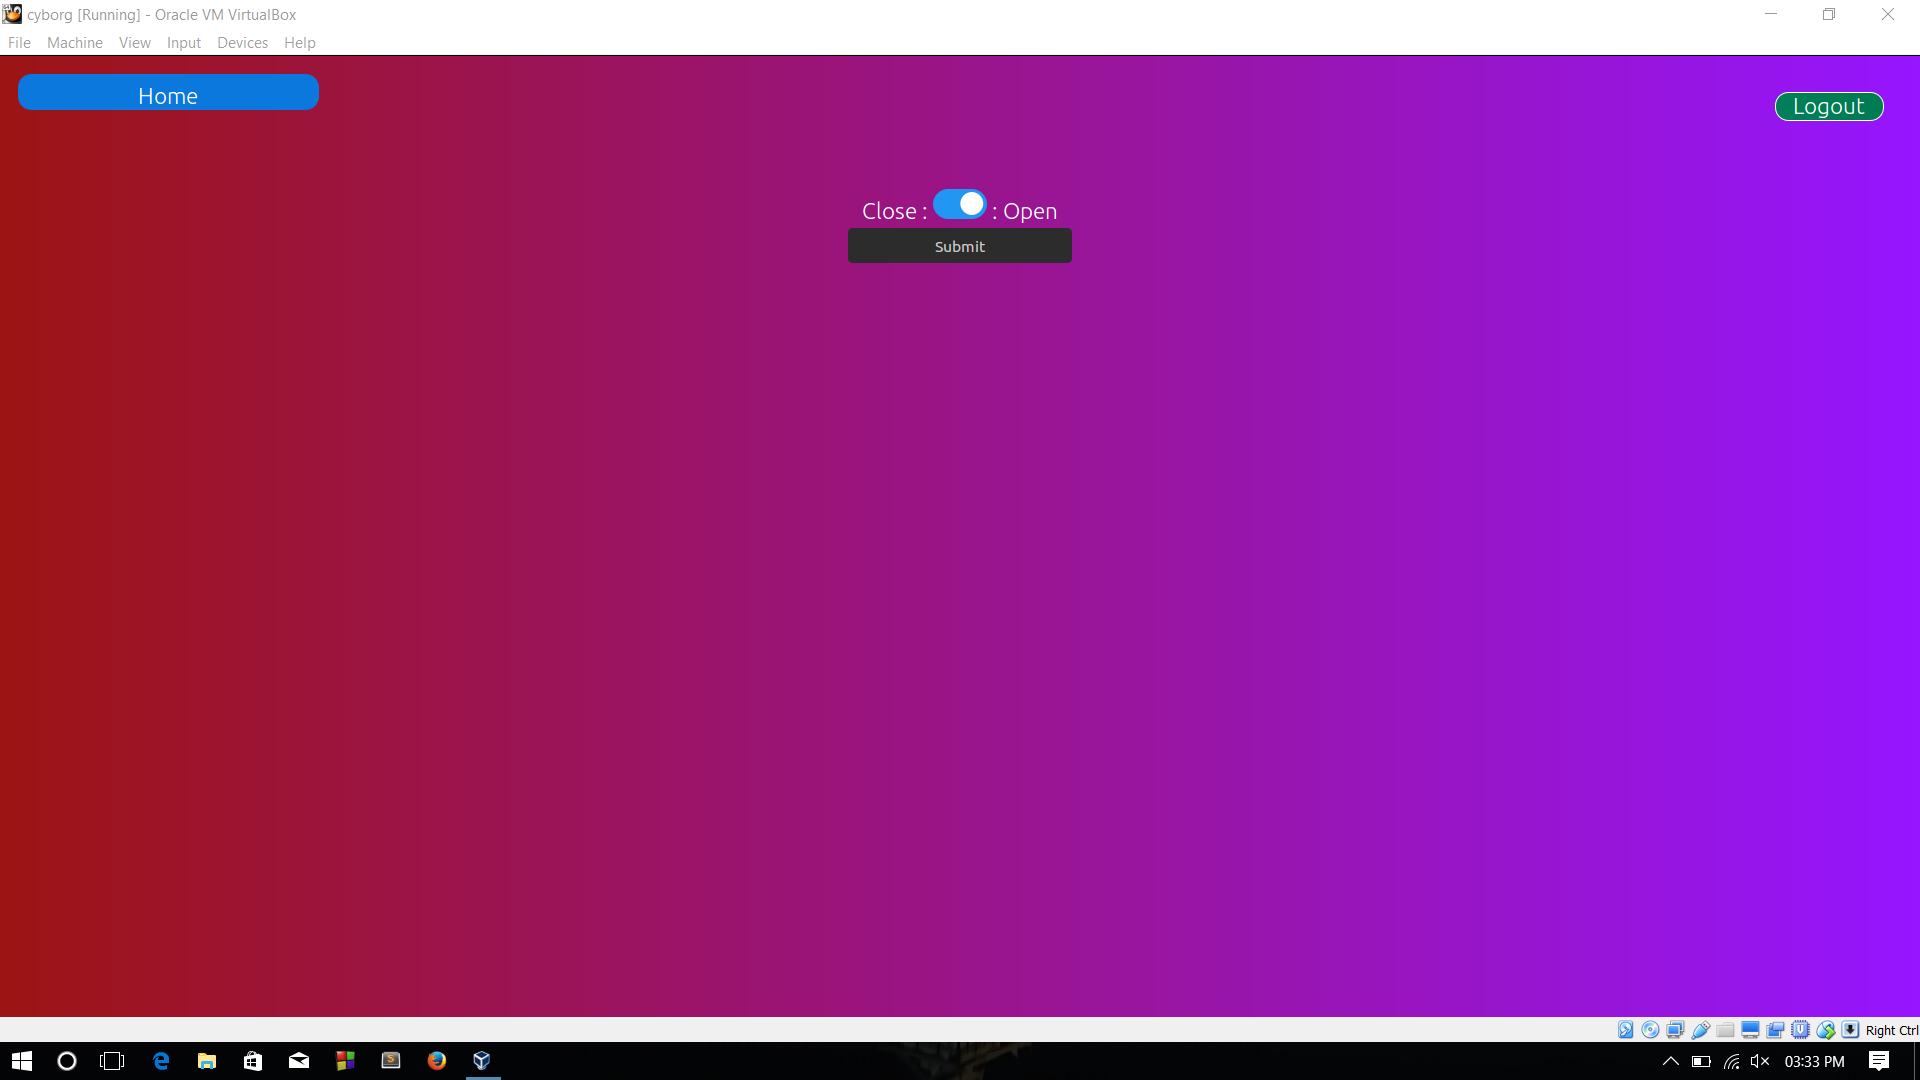 cyborg [Running] - Oracle VM VirtualBox
File Machine View Input Devices Help
Home
Logout
Close : : Open
Submit
Right Ctrl
03:33 PM